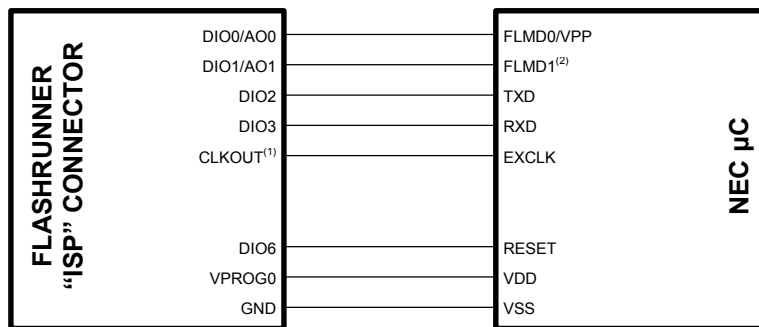 FLASHRUNNER
“ISP” CONNECTOR
DIO0/AO0
DIO1/AO1
DIO2
DIO3
CLKOUT(1)
DIO6
VPROG0
GND
FLMD0/VPP
FLMD1(2)
TXD
RXD
EXCLK
RESET
VDD
VSS
NEC µC